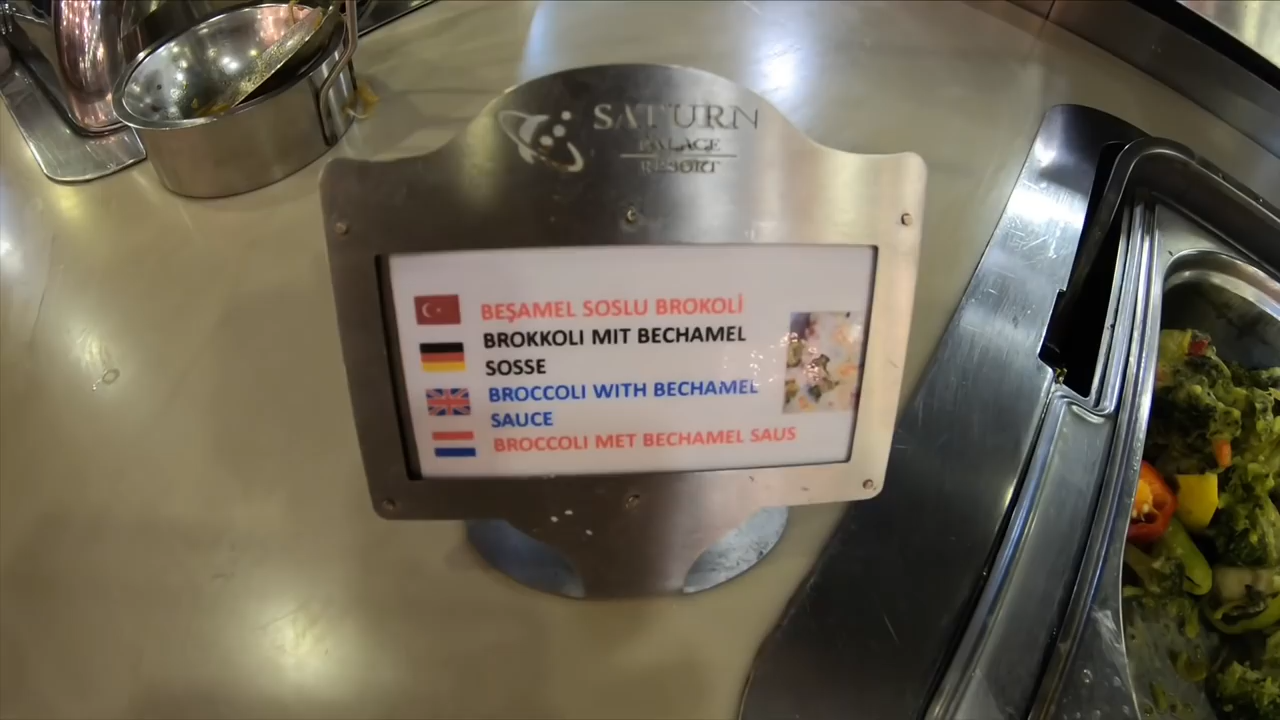 SATURN
PALACE
RESORT
BEŞAMEL SOSLU BROKOLİ
BROKKOLI MIT BECHAMEL
SOSSE
BROCCOLI WITH BECHAMEL
SAUCE
BROCCOLI MET BECHAMEL SAUS